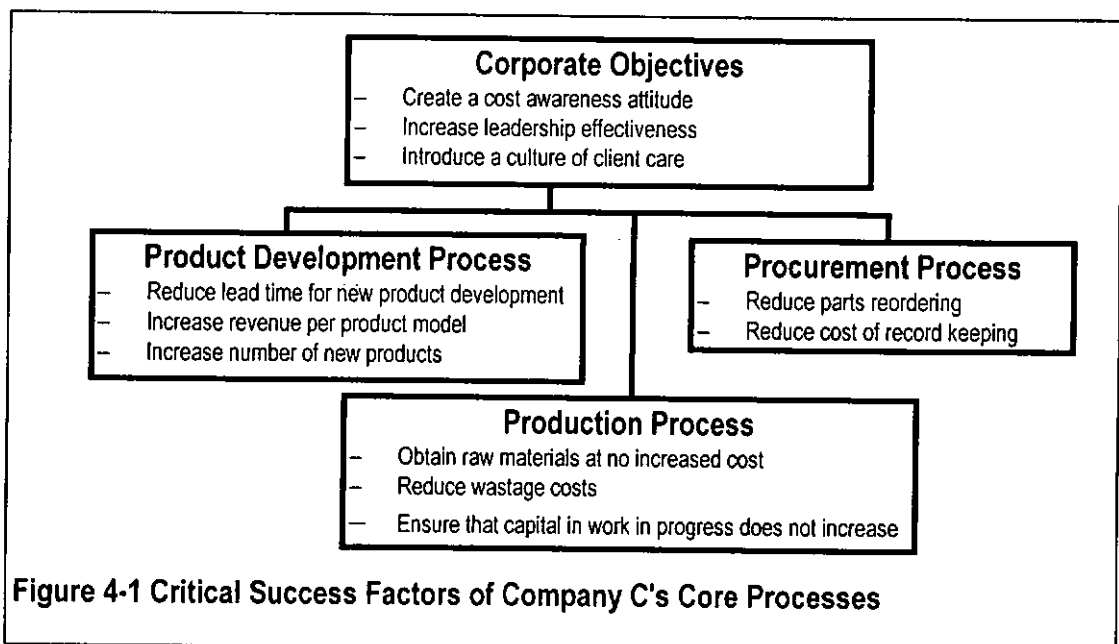 Corporate Objectives
– Create a cost awareness attitude
– Increase leadership effectiveness
– Introduce a culture of client care
Product Development Process
– Reduce lead time for new product development
– Increase revenue per product model
– Increase number of new products
Procurement Process
– Reduce parts reordering
– Reduce cost of record keeping
Production Process
– Obtain raw materials at no increased cost
– Reduce wastage costs
– Ensure that capital in work in progress does not increase
Figure 4-1 Critical Success Factors of Company C's Core Processes